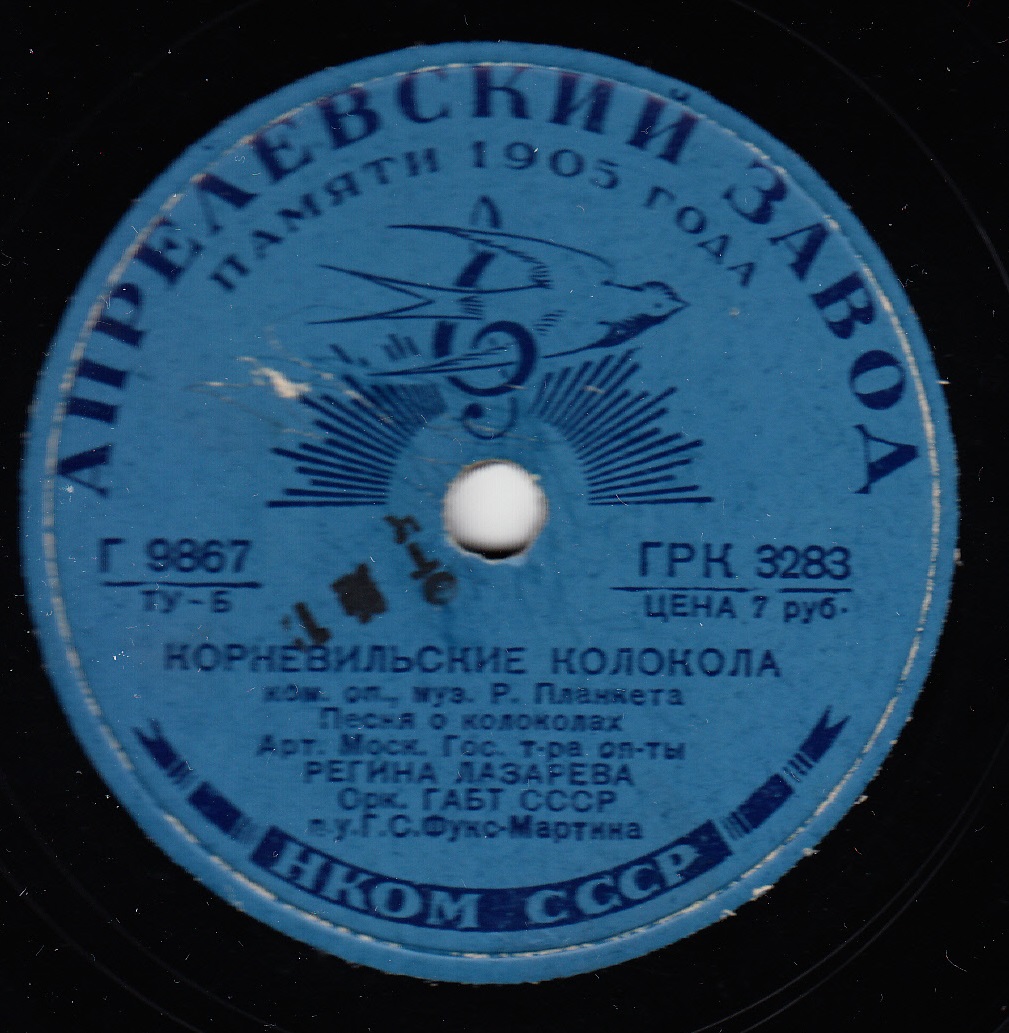 АПРЕЛЕВСКИЙ ЗАВОД
ПАМЯТИ 1905 ГОДА
Г 9867
ТУ-Б
ГРК 3283
ЦЕНА 7 руб.
КОРНЕВИЛЬСКИЕ КОЛОКОЛА
ком. оп., муз. Р. Планкета
Песня о колоколах
Арт. Моск. Гос. т-ра оп-ты
РЕГИНА ЛАЗАРЕВА
Орк. ГАБТ СССР
п/у. Г. С. Фукс-Мартина
НКОМ СССР